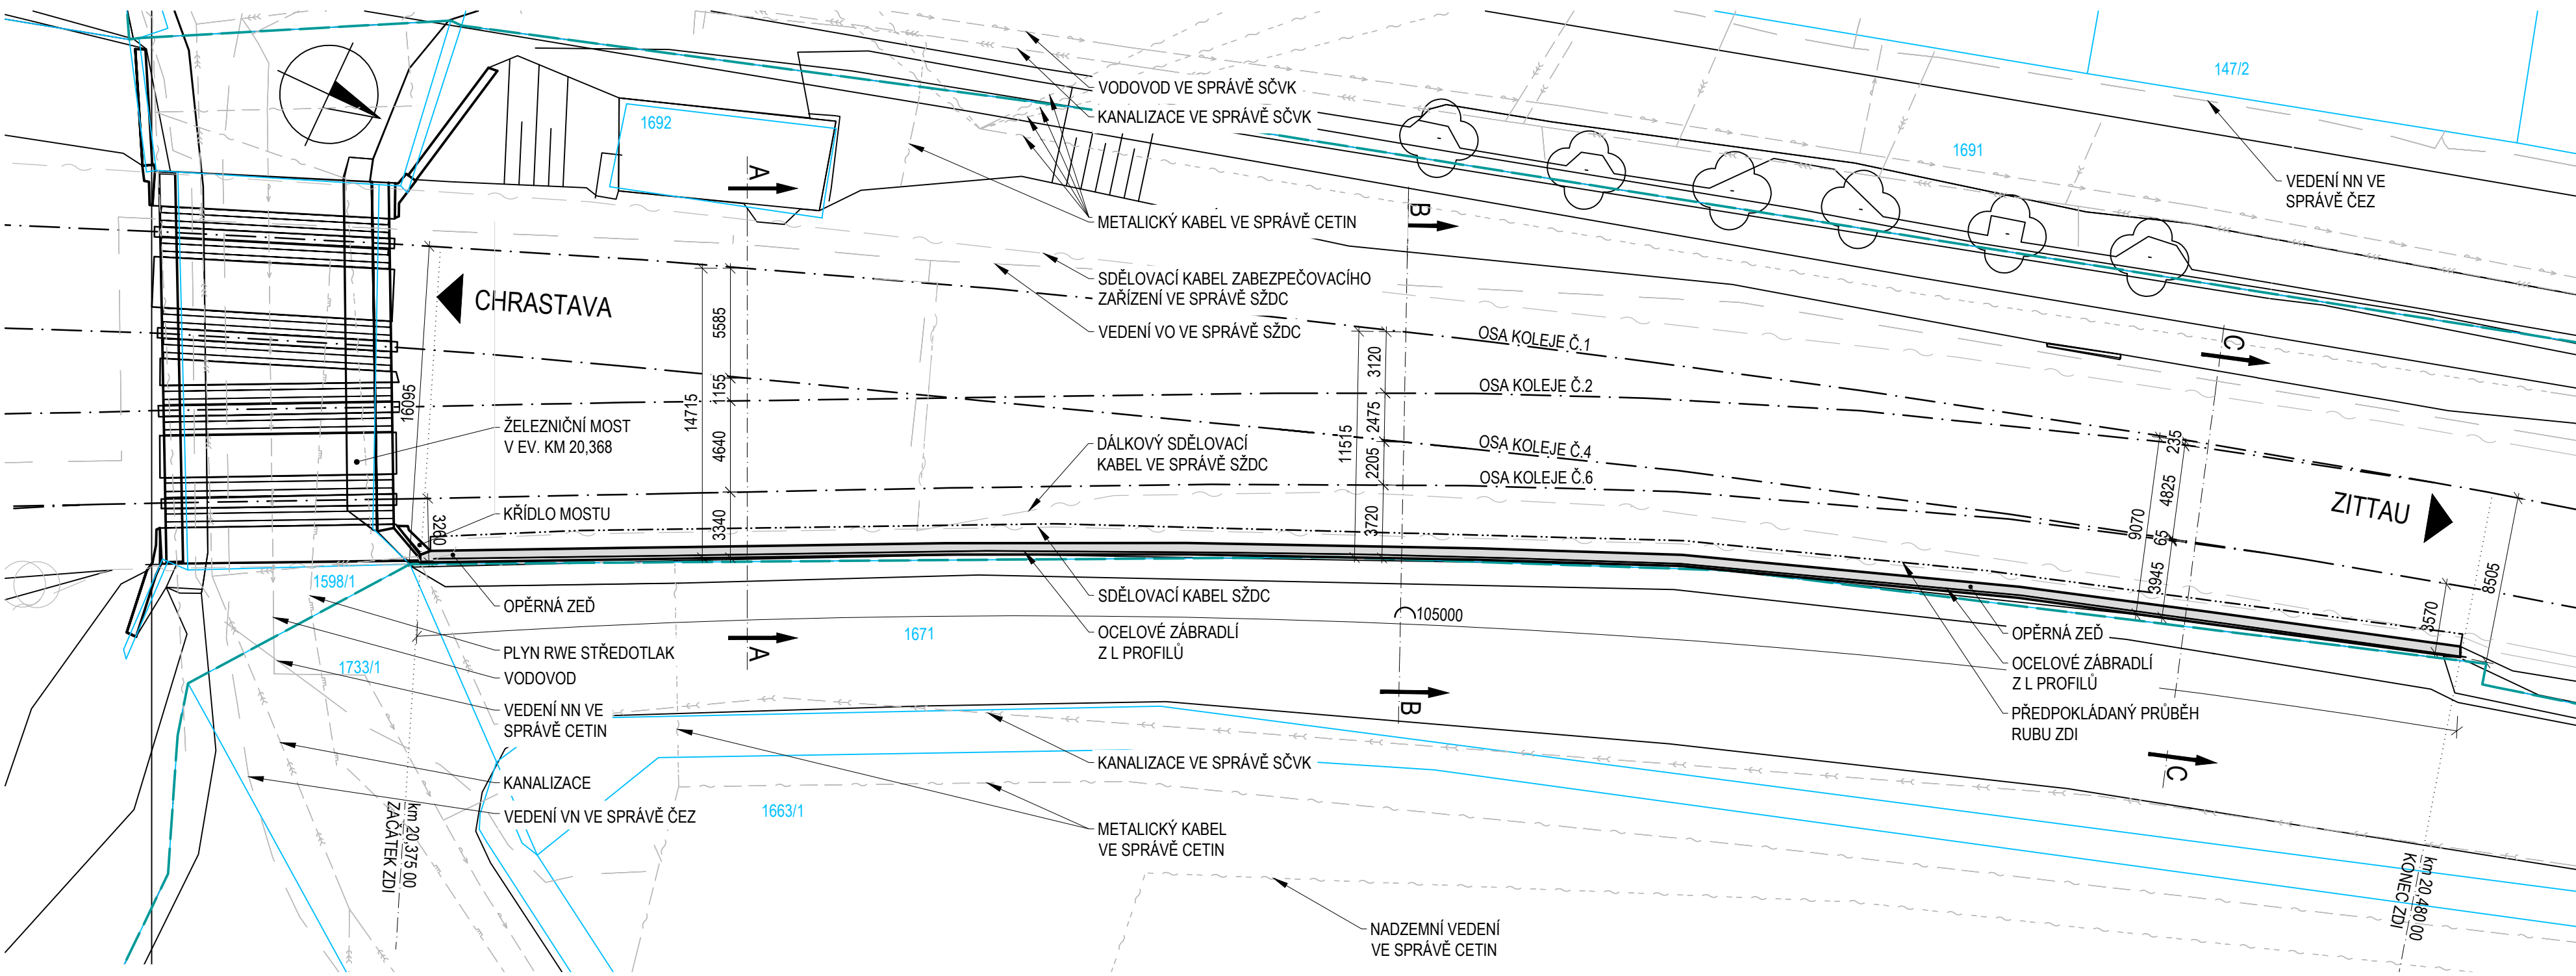 VODOVOD VE SPRÁVĚ SČVK
KANALIZACE VE SPRÁVĚ SČVK
METALICKÝ KABEL VE SPRÁVĚ CETIN
SDĚLOVACÍ KABEL ZABEZPEČOVACÍHO
ZAŘÍZENÍ VE SPRÁVĚ SŽDC
VEDENÍ VO VE SPRÁVĚ SŽDC
147/2
1691
1692
VEDENÍ NN VE
SPRÁVĚ ČEZ
A
B
C
CHRASTAVA
OSA KOLEJE Č.1
OSA KOLEJE Č.2
OSA KOLEJE Č.4
OSA KOLEJE Č.6
16095
3280
14715
5585
1155
4640
3340
11515
3120
2475
2205
3720
9070
235
4825
65
3945
8505
3570
ZITTAU
ŽELEZNIČNÍ MOST
V EV. KM 20,368
KŘÍDLO MOSTU
DÁLKOVÝ SDĚLOVACÍ
KABEL VE SPRÁVĚ SŽDC
1598/1
OPĚRNÁ ZEĎ
SDĚLOVACÍ KABEL SŽDC
105000
1671
OCELOVÉ ZÁBRADLÍ
Z L PROFILŮ
OPĚRNÁ ZEĎ
OCELOVÉ ZÁBRADLÍ
Z L PROFILŮ
PŘEDPOKLÁDANÝ PRŮBĚH
RUBU ZDI
PLYN RWE STŘEDOTLAK
VODOVOD
1733/1
VEDENÍ NN VE
SPRÁVĚ CETIN
KANALIZACE
VEDENÍ VN VE SPRÁVĚ ČEZ
A
B
C
KANALIZACE VE SPRÁVĚ SČVK
1663/1
METALICKÝ KABEL
VE SPRÁVĚ CETIN
km 20,375 00
ZAČÁTEK ZDI
km 20,480 00
KONEC ZDI
NADZEMNÍ VEDENÍ
VE SPRÁVĚ CETIN